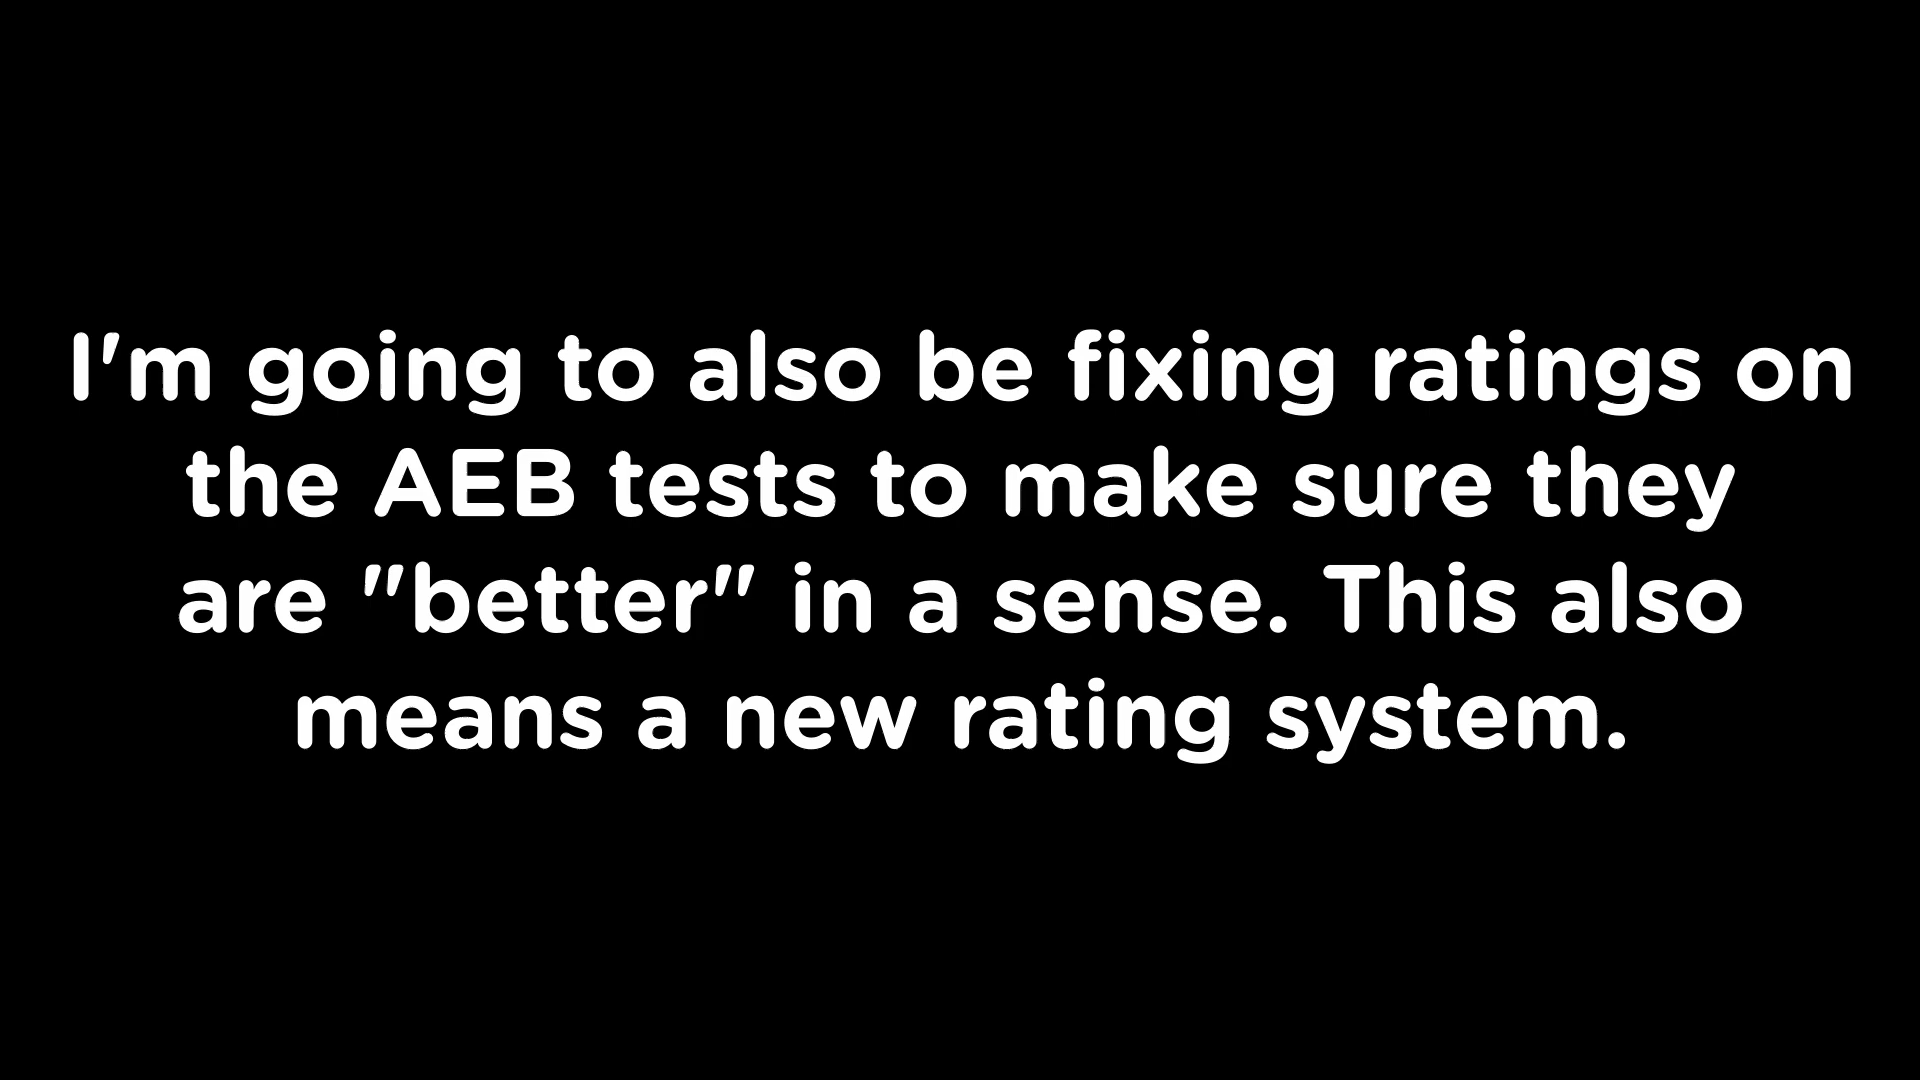 I'm going to also be fixing ratings on
the AEB tests to make sure they
are "better" in a sense. This also
means a new rating system.